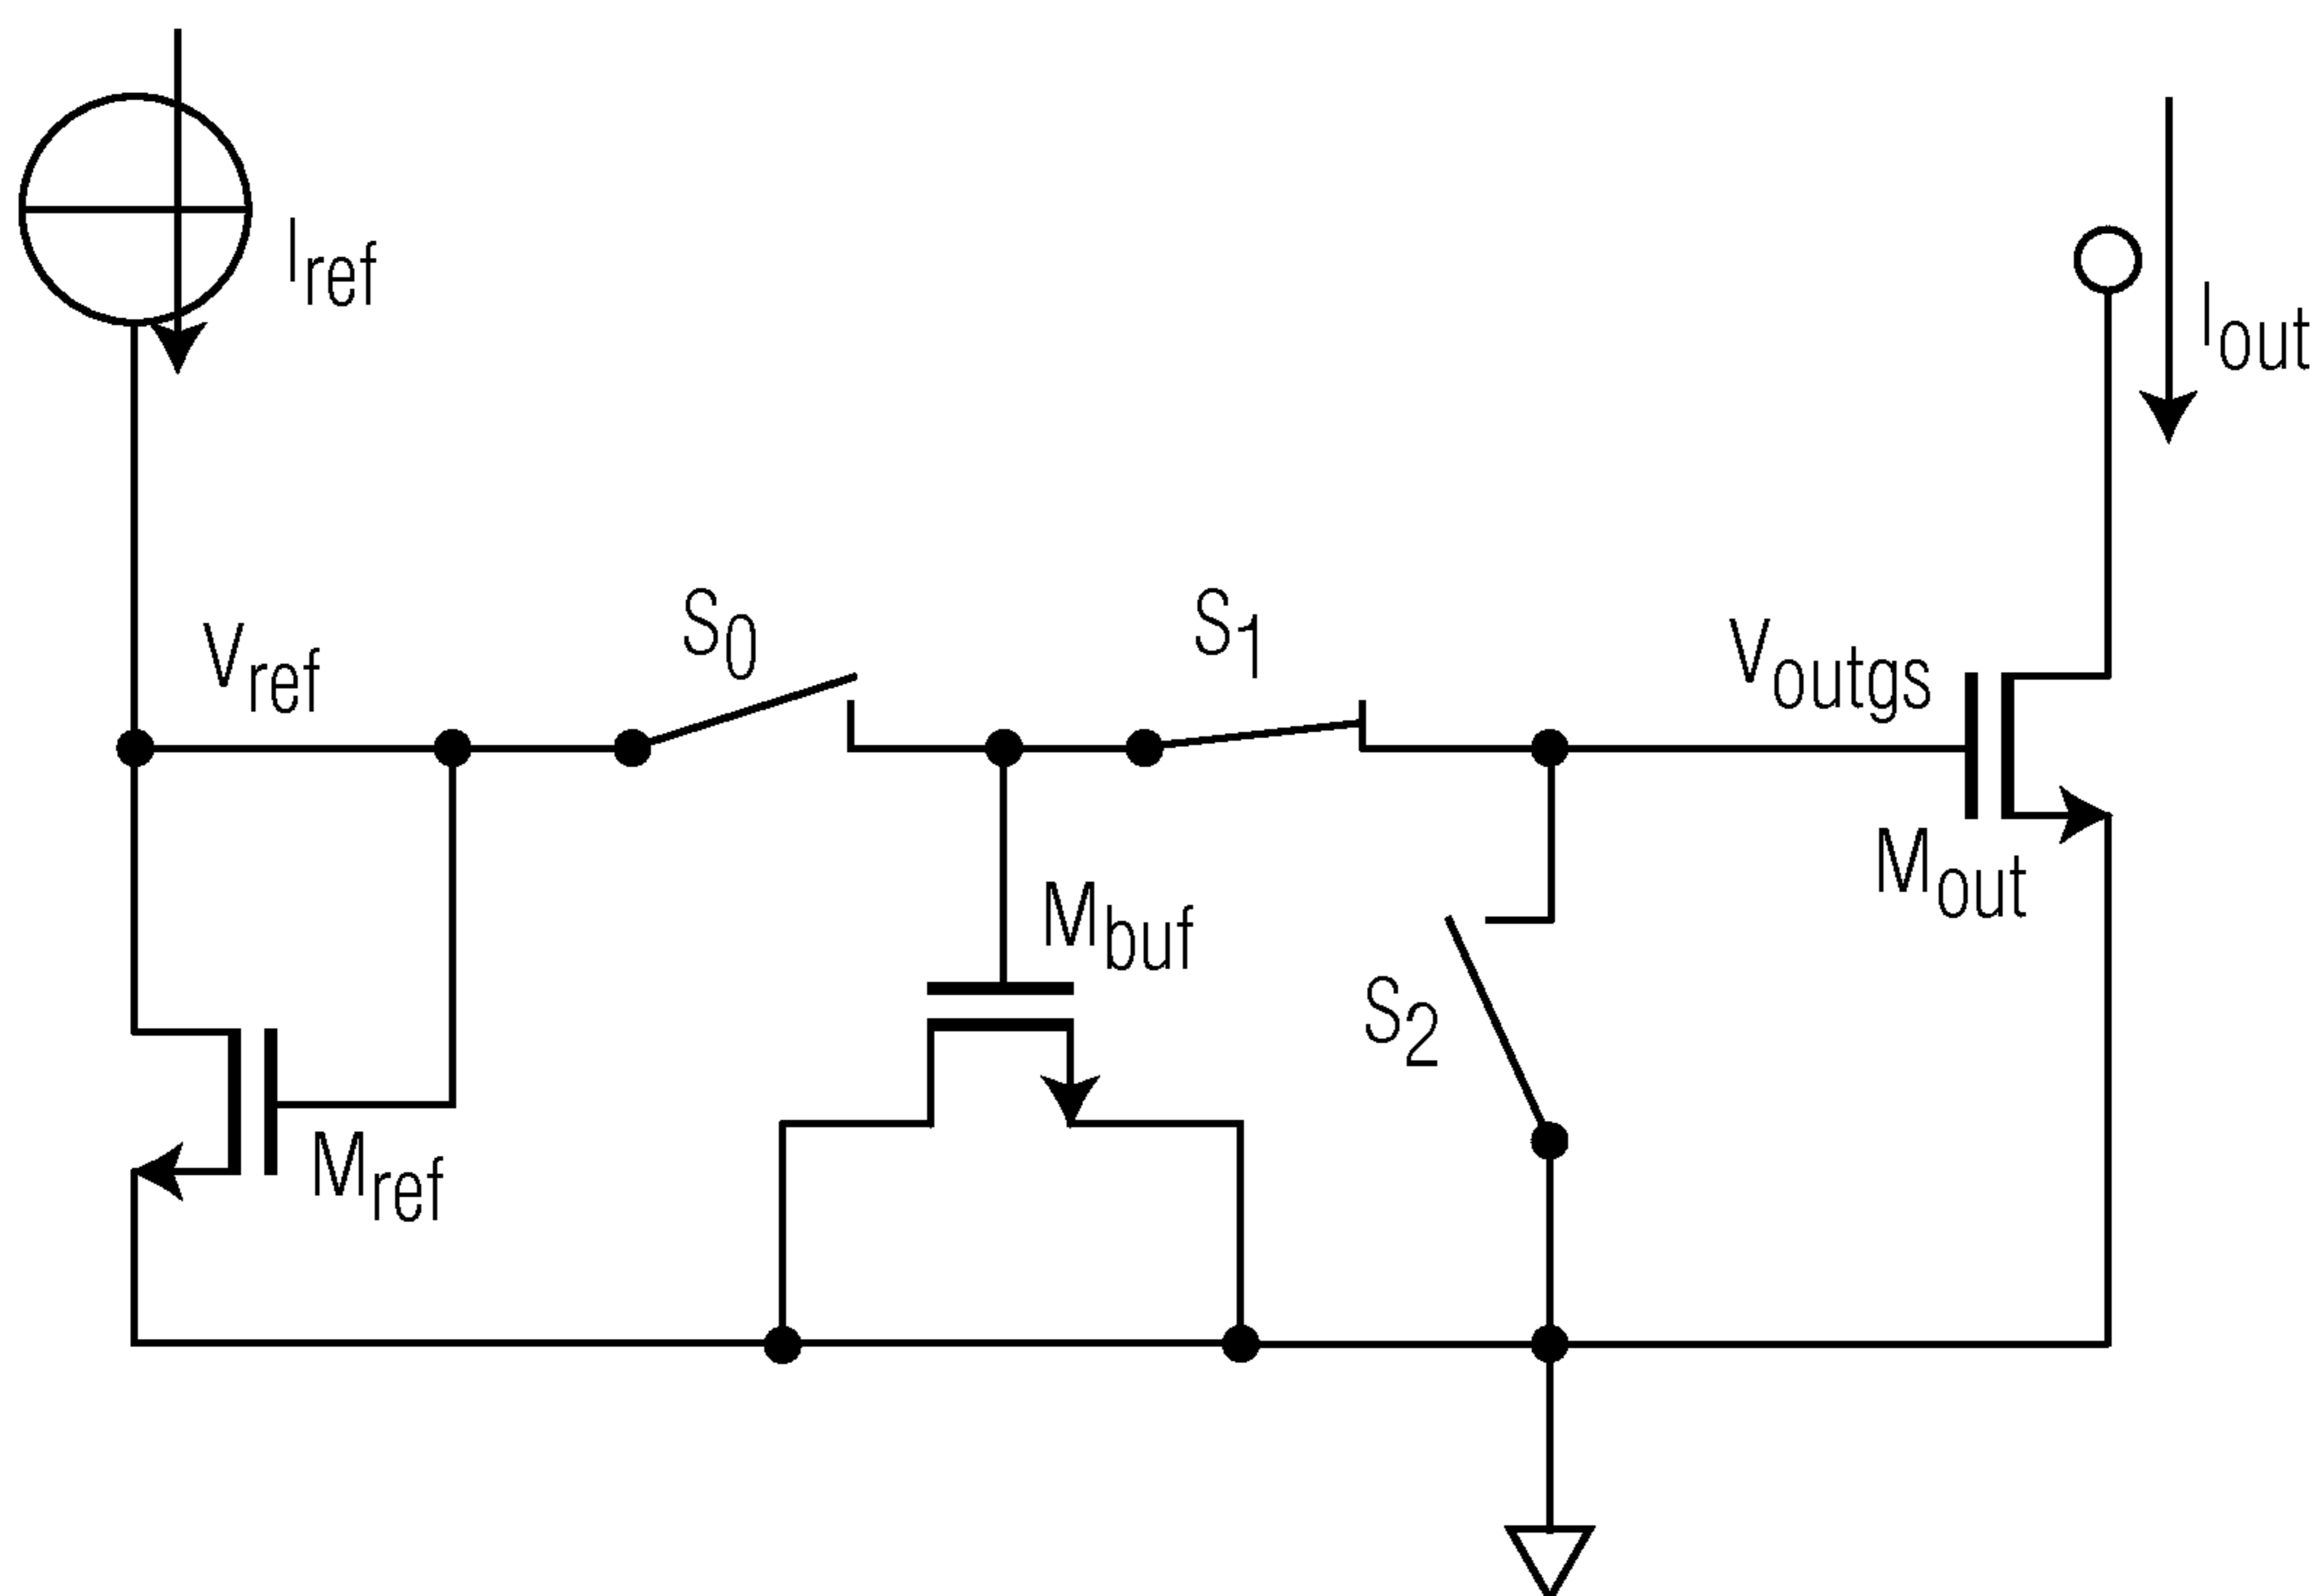 Iref
Iout
Vref
S0
S1
Voutgs
Mbuf
Mout
S2
Mref